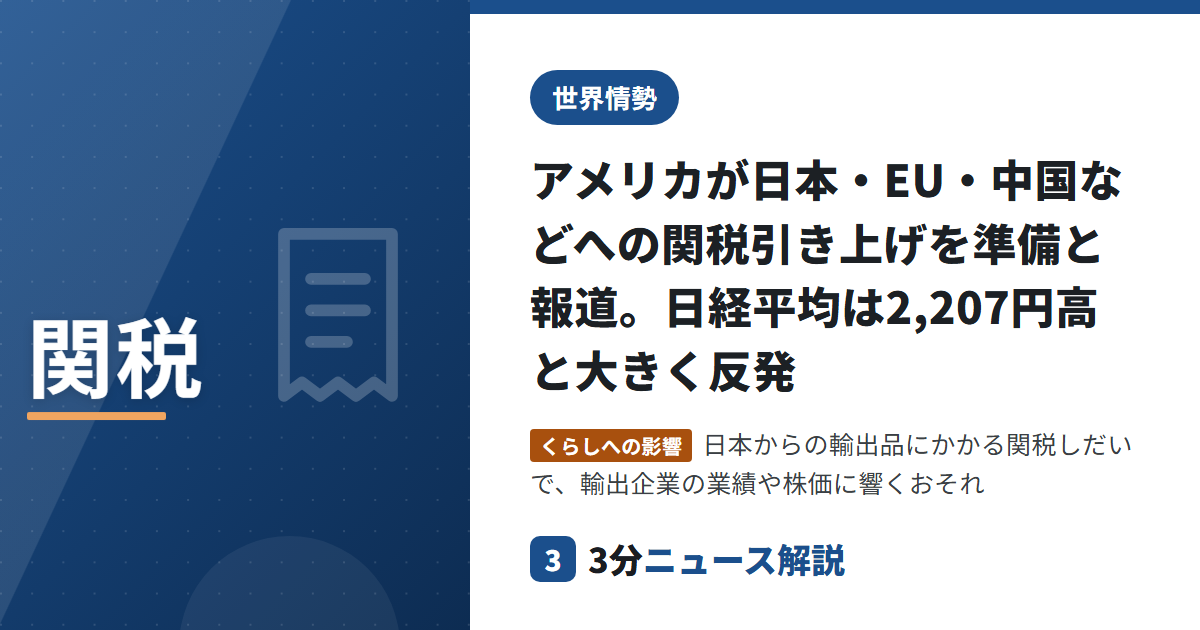 関税
世界情勢
アメリカが日本・EU・中国な
どへの関税引き上げを準備と
報道。日経平均は2,207円高
と大きく反発
くらしへの影響 日本からの輸出品にかかる関税しだい
で、輸出企業の業績や株価に響くおそれ
3 3分ニュース解説